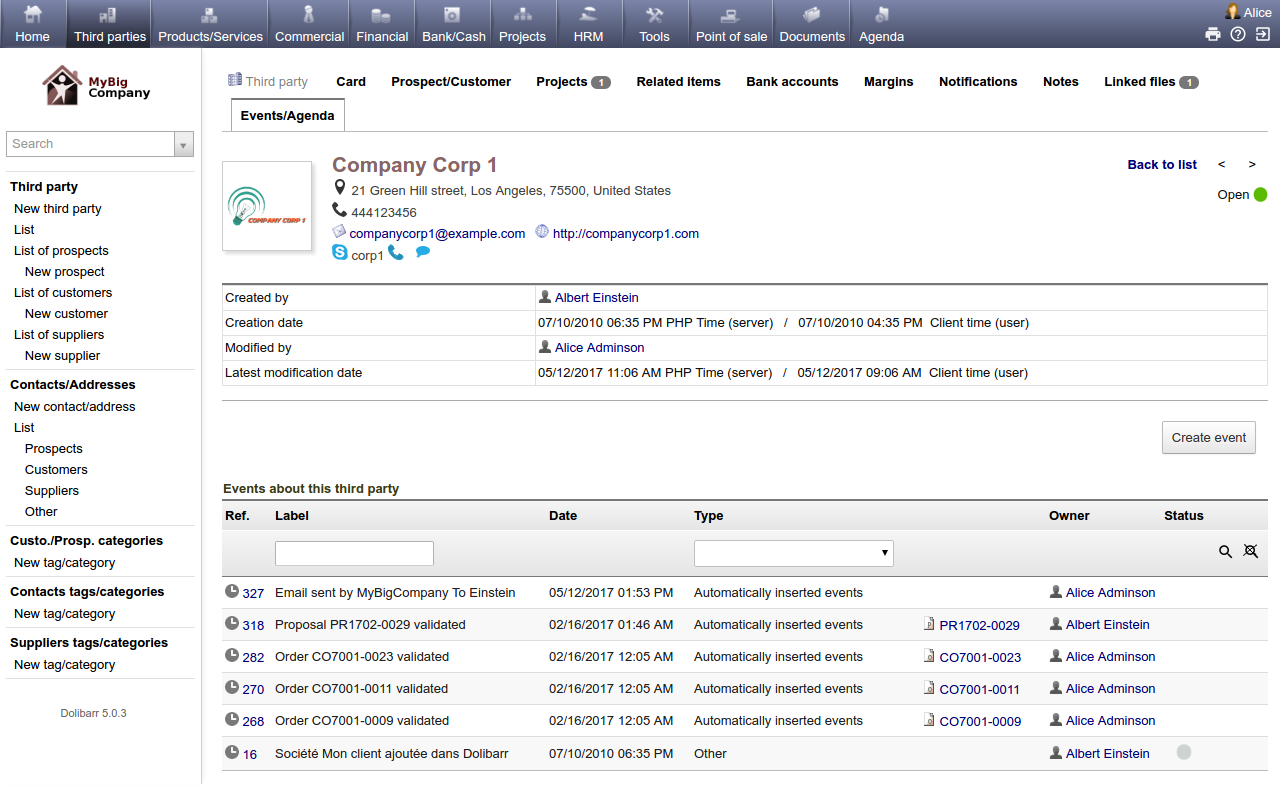 Home Third parties Products/Services Commercial Financial Bank/Cash Projects HRM Tools Point of sale Documents Agenda
Alice
MyBig
Company
Search
Third party
New third party
List
List of prospects
New prospect
List of customers
New customer
List of suppliers
New supplier
Contacts/Addresses
New contact/address
List
Prospects
Customers
Suppliers
Other
Custo./Prosp. categories
New tag/category
Contacts tags/categories
New tag/category
Suppliers tags/categories
New tag/category
Dolibarr 5.0.3
Third party Card Prospect/Customer Projects 1 Related items Bank accounts Margins Notifications Notes Linked files 1
Events/Agenda
COMPANY CORP 1
Company Corp 1
Back to list < >
21 Green Hill street, Los Angeles, 75500, United States
Open
444123456
companycorp1@example.com http://companycorp1.com
corp1
Created by Albert Einstein
Creation date 07/10/2010 06:35 PM PHP Time (server) / 07/10/2010 04:35 PM Client time (user)
Modified by Alice Adminson
Latest modification date 05/12/2017 11:06 AM PHP Time (server) / 05/12/2017 09:06 AM Client time (user)
Create event
Events about this third party
Ref. Label Date Type Owner Status
327 Email sent by MyBigCompany To Einstein 05/12/2017 01:53 PM Automatically inserted events Alice Adminson
318 Proposal PR1702-0029 validated 02/16/2017 01:46 AM Automatically inserted events PR1702-0029 Albert Einstein
282 Order CO7001-0023 validated 02/16/2017 12:05 AM Automatically inserted events CO7001-0023 Alice Adminson
270 Order CO7001-0011 validated 02/16/2017 12:05 AM Automatically inserted events CO7001-0011 Alice Adminson
268 Order CO7001-0009 validated 02/16/2017 12:05 AM Automatically inserted events CO7001-0009 Alice Adminson
16 Société Mon client ajoutée dans Dolibarr 07/10/2010 06:35 PM Other Albert Einstein